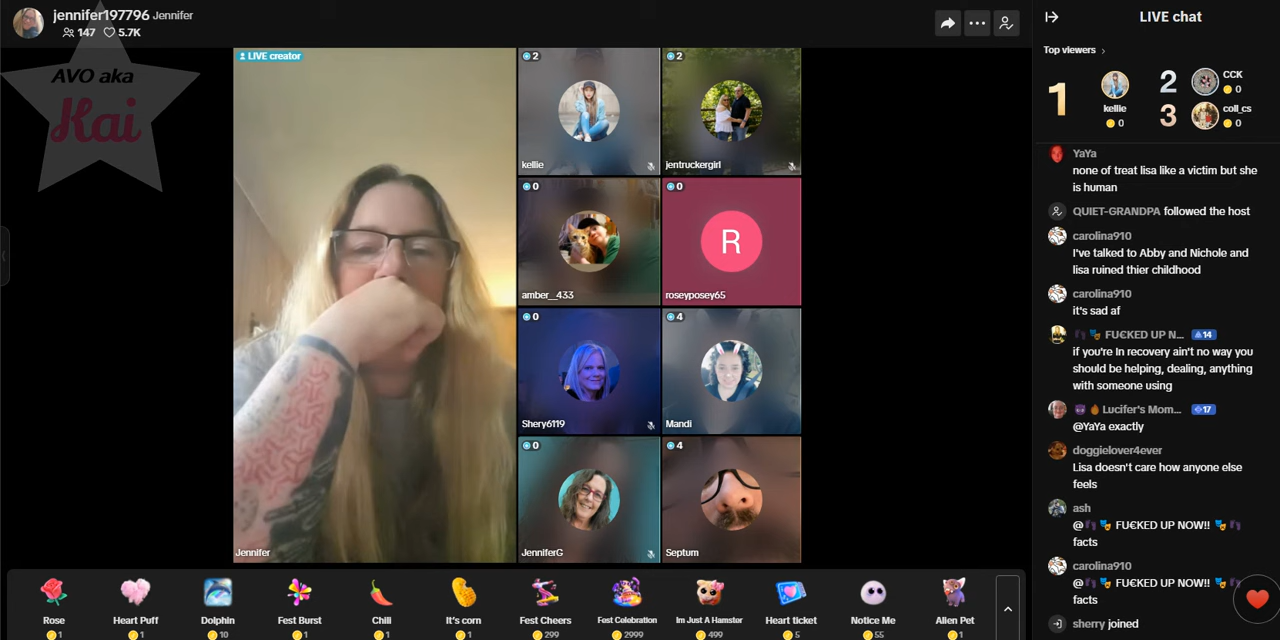 jennifer197796 Jennifer
147 5.7K
AVO aka
Kai
LIVE creator
2
kellie
2
jentruckergirl
0
amber__433
0
R
roseyposey65
0
Shery6119
4
Mandi
0
JenniferG
4
Septum
Jennifer
Rose
1
Heart Puff
1
Dolphin
10
Fest Burst
1
Chili
1
It's corn
1
Fest Cheers
299
Fest Celebration
2999
Im Just A Hamster
499
Heart ticket
5
Notice Me
55
Alien Pet
1
LIVE chat
Top viewers ›
1
kellie
0
2
CCK
0
3
coll_cs
0
YaYa
none of treat lisa like a victim but she
is human
QUIET-GRANDPA followed the host
carolina910
I've talked to Abby and Nichole and
lisa ruined thier childhood
carolina910
it's sad af
👣 🎭 FU€KED UP N... 14
if you're In recovery ain't no way you
should be helping, dealing, anything
with someone using
😈 🔥 Lucifer's Mom... 17
@YaYa exactly
doggielover4ever
Lisa doesn't care how anyone else
feels
ash
@👣 🎭 FU€KED UP NOW!! 🎭 👣
facts
carolina910
@👣 🎭 FU€KED UP NOW!! 🎭 👣
facts
sherry joined